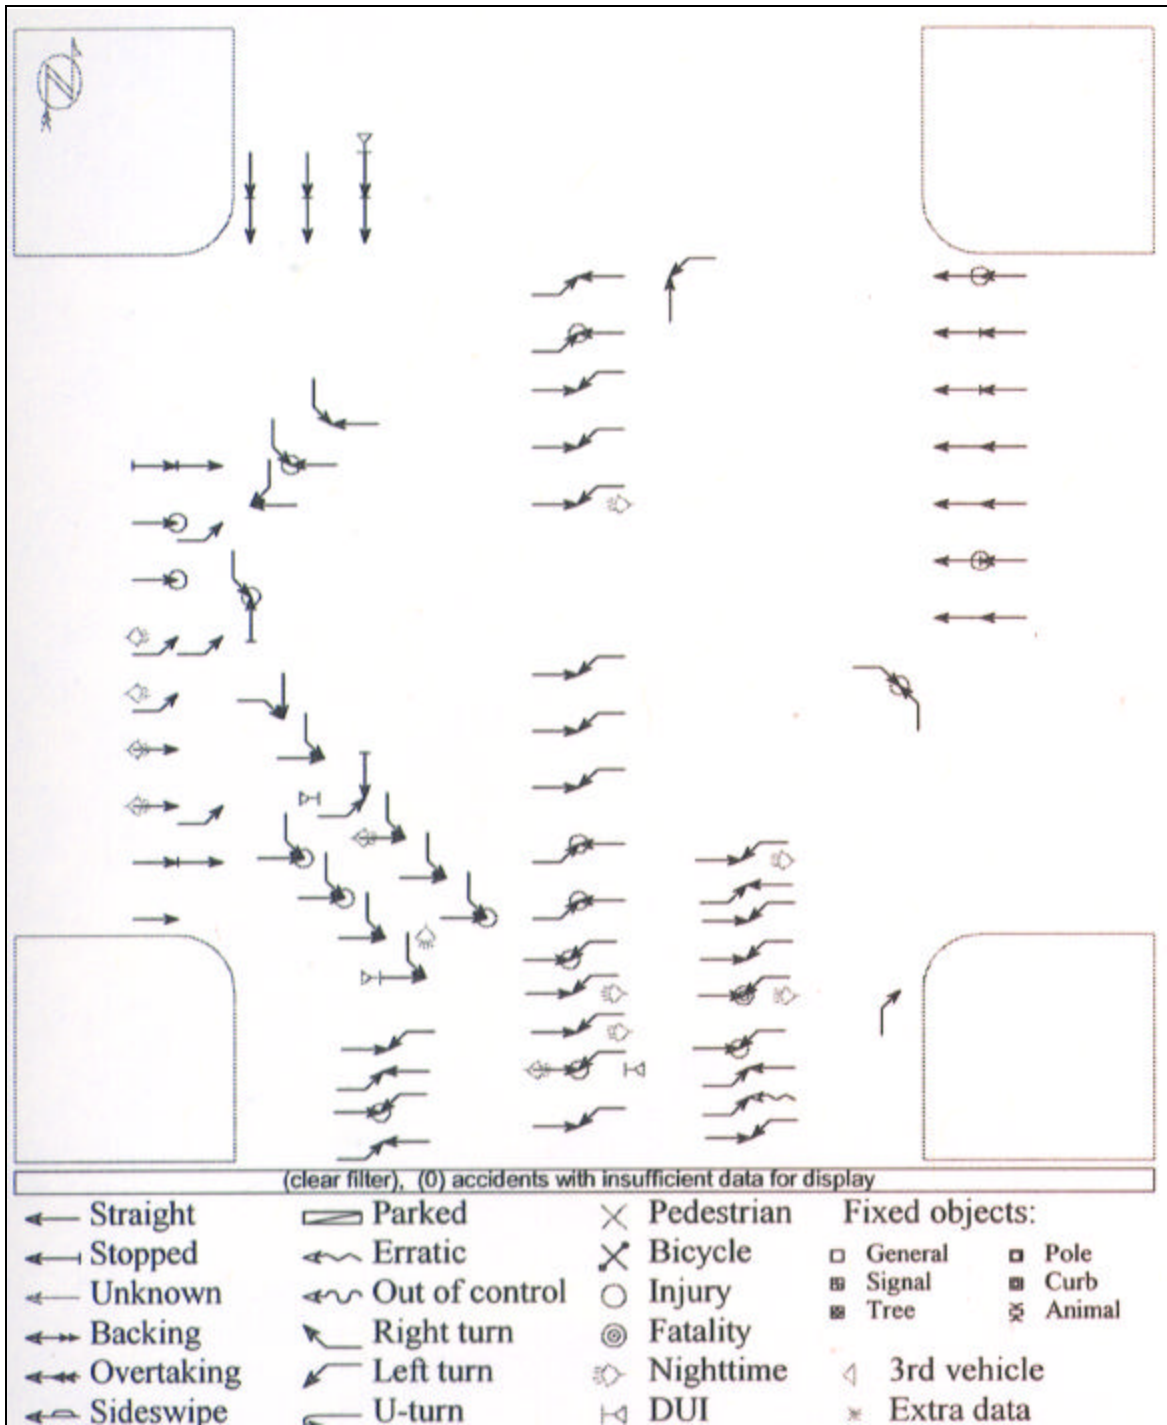 (clear filter), (0) accidents with insufficient data for display
Straight Parked Pedestrian Fixed objects:
Stopped Erratic Bicycle General Pole
Unknown Out of control Injury Signal Curb
Backing Right turn Fatality Tree Animal
Overtaking Left turn Nighttime 3rd vehicle
Sideswipe U-turn DUI Extra data